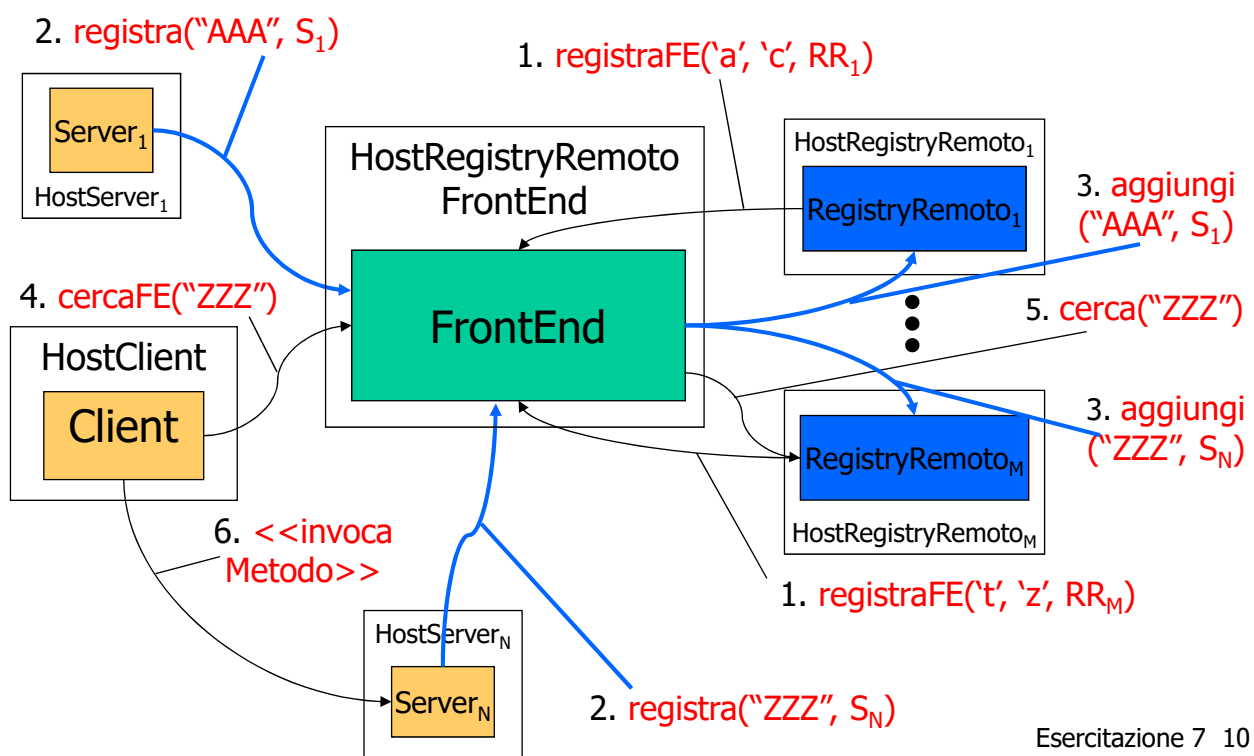 2. registra(“AAA”, S1)
1. registraFE(‘a’, ‘c’, RR1)
Server1
HostServer1
HostRegistryRemoto
FrontEnd
HostRegistryRemoto1
RegistryRemoto1
3. aggiungi
(“AAA”, S1)
4. cercaFE(“ZZZ”)
FrontEnd
5. cerca(“ZZZ”)
HostClient
Client
3. aggiungi
(“ZZZ”, SN)
RegistryRemotoM
HostRegistryRemotoM
6. <<invoca
Metodo>>
1. registraFE(‘t’, ‘z’, RRM)
HostServerN
ServerN
2. registra(“ZZZ”, SN)
Esercitazione 7 10